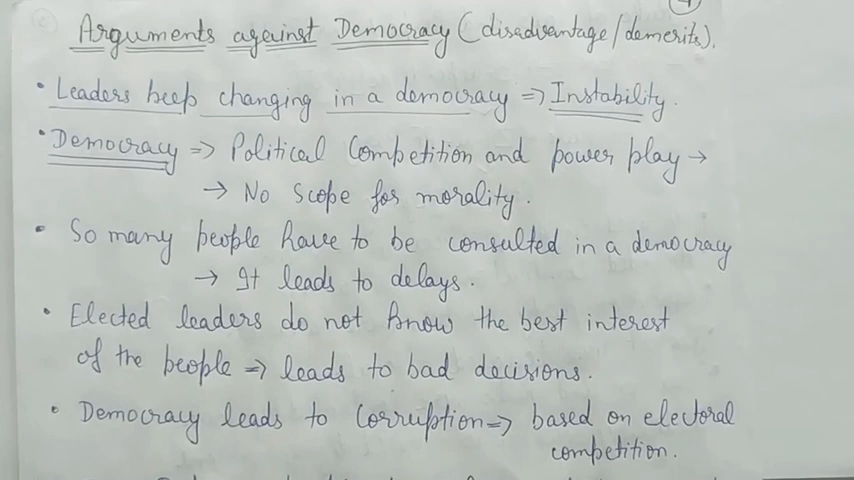 Arguments against Democracy (disadvantage/demerits).
• Leaders keep changing in a democracy => Instability.
• Democracy => Political Competition and power play →
→ No Scope for morality.
• So many people have to be consulted in a democracy
→ It leads to delays.
• Elected leaders do not know the best interest
of the people => leads to bad decisions.
• Democracy leads to Corruption => based on electoral
competition.